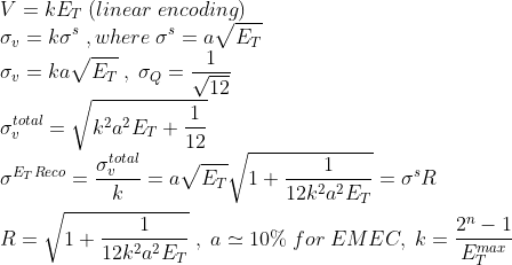 V = kE_T (linear encoding)
σ_v = kσ^s , where σ^s = a√E_T
σ_v = ka√E_T , σ_Q = 1/√12
σ_v^{total} = √(k²a²E_T + 1/12)
σ^{E_T Reco} = σ_v^{total}/k = a√E_T √(1 + 1/(12k²a²E_T)) = σ^s R
R = √(1 + 1/(12k²a²E_T)) , a ≃ 10% for EMEC, k = (2^n − 1)/E_T^{max}